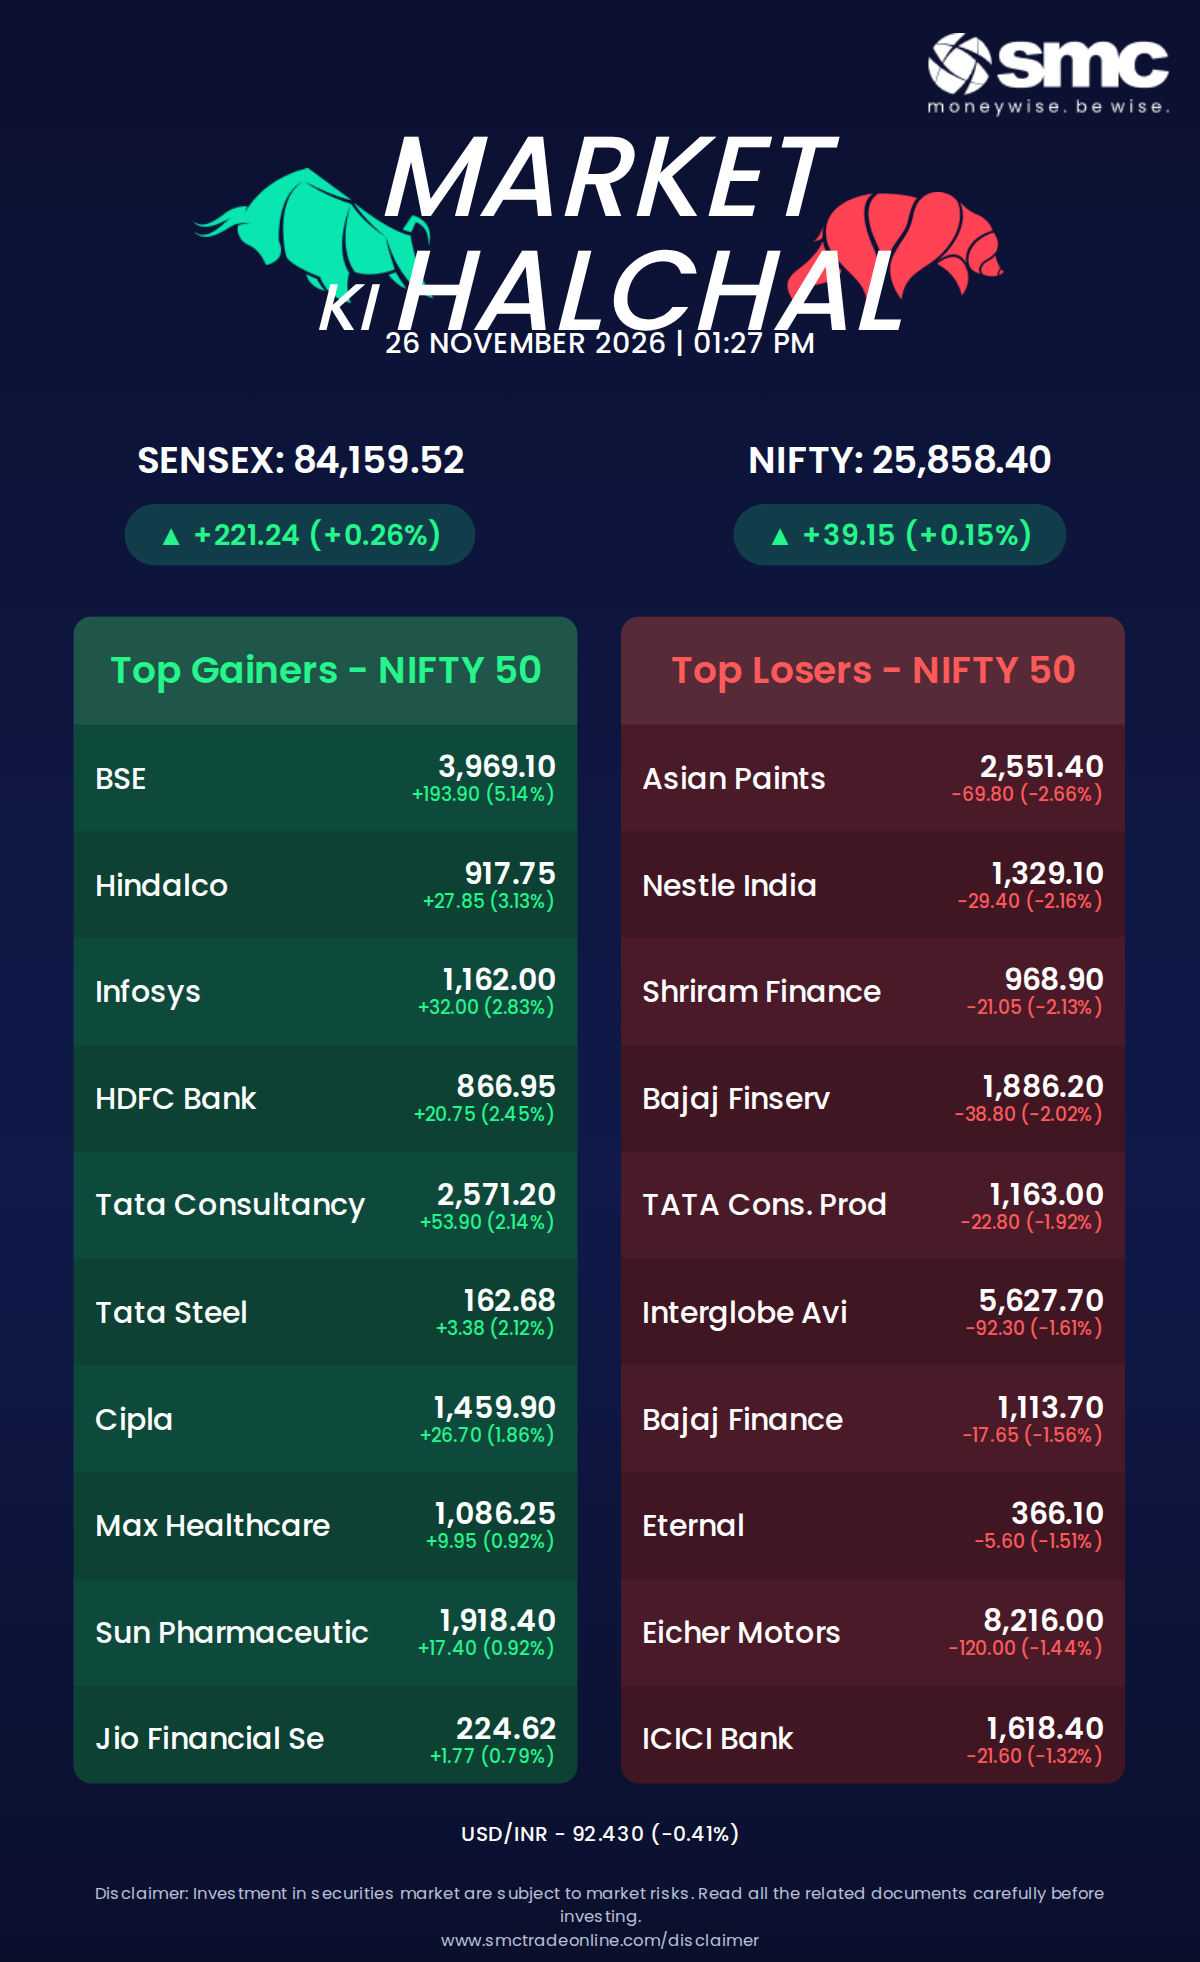 smc
moneywise. be wise.
MARKET
KI HALCHAL
26 NOVEMBER 2026 | 01:27 PM
SENSEX: 84,159.52
▲ +221.24 (+0.26%)
NIFTY: 25,858.40
▲ +39.15 (+0.15%)
Top Gainers - NIFTY 50
BSE
3,969.10
+193.90 (5.14%)
Hindalco
917.75
+27.85 (3.13%)
Infosys
1,162.00
+32.00 (2.83%)
HDFC Bank
866.95
+20.75 (2.45%)
Tata Consultancy
2,571.20
+53.90 (2.14%)
Tata Steel
162.68
+3.38 (2.12%)
Cipla
1,459.90
+26.70 (1.86%)
Max Healthcare
1,086.25
+9.95 (0.92%)
Sun Pharmaceutic
1,918.40
+17.40 (0.92%)
Jio Financial Se
224.62
+1.77 (0.79%)
Top Losers - NIFTY 50
Asian Paints
2,551.40
-69.80 (-2.66%)
Nestle India
1,329.10
-29.40 (-2.16%)
Shriram Finance
968.90
-21.05 (-2.13%)
Bajaj Finserv
1,886.20
-38.80 (-2.02%)
TATA Cons. Prod
1,163.00
-22.80 (-1.92%)
Interglobe Avi
5,627.70
-92.30 (-1.61%)
Bajaj Finance
1,113.70
-17.65 (-1.56%)
Eternal
366.10
-5.60 (-1.51%)
Eicher Motors
8,216.00
-120.00 (-1.44%)
ICICI Bank
1,618.40
-21.60 (-1.32%)
USD/INR - 92.430 (-0.41%)
Disclaimer: Investment in securities market are subject to market risks. Read all the related documents carefully before
investing.
www.smctradeonline.com/disclaimer